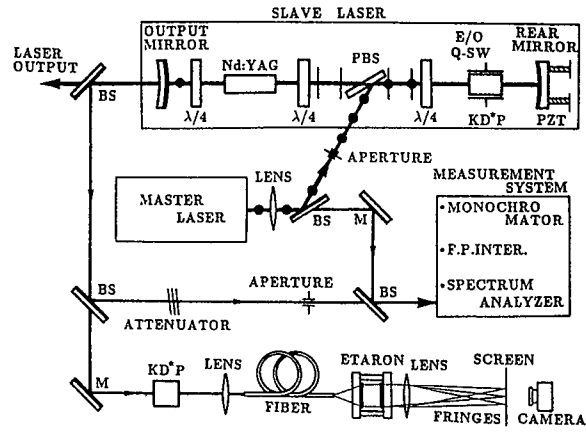 SLAVE LASER
OUTPUT
MIRROR
Nd:YAG
PBS
E/O
Q-SW
REAR
MIRROR
LASER
OUTPUT
BS
λ/4
λ/4
λ/4
KD*P
PZT
APERTURE
LENS
MASTER
LASER
BS
M
MEASUREMENT
SYSTEM
•MONOCHRO
MATOR
•F.P.INTER.
•SPECTRUM
ANALYZER
BS
ATTENUATOR
APERTURE
BS
M
KD*P
LENS
FIBER
ETARON
LENS
SCREEN
FRINGES
CAMERA